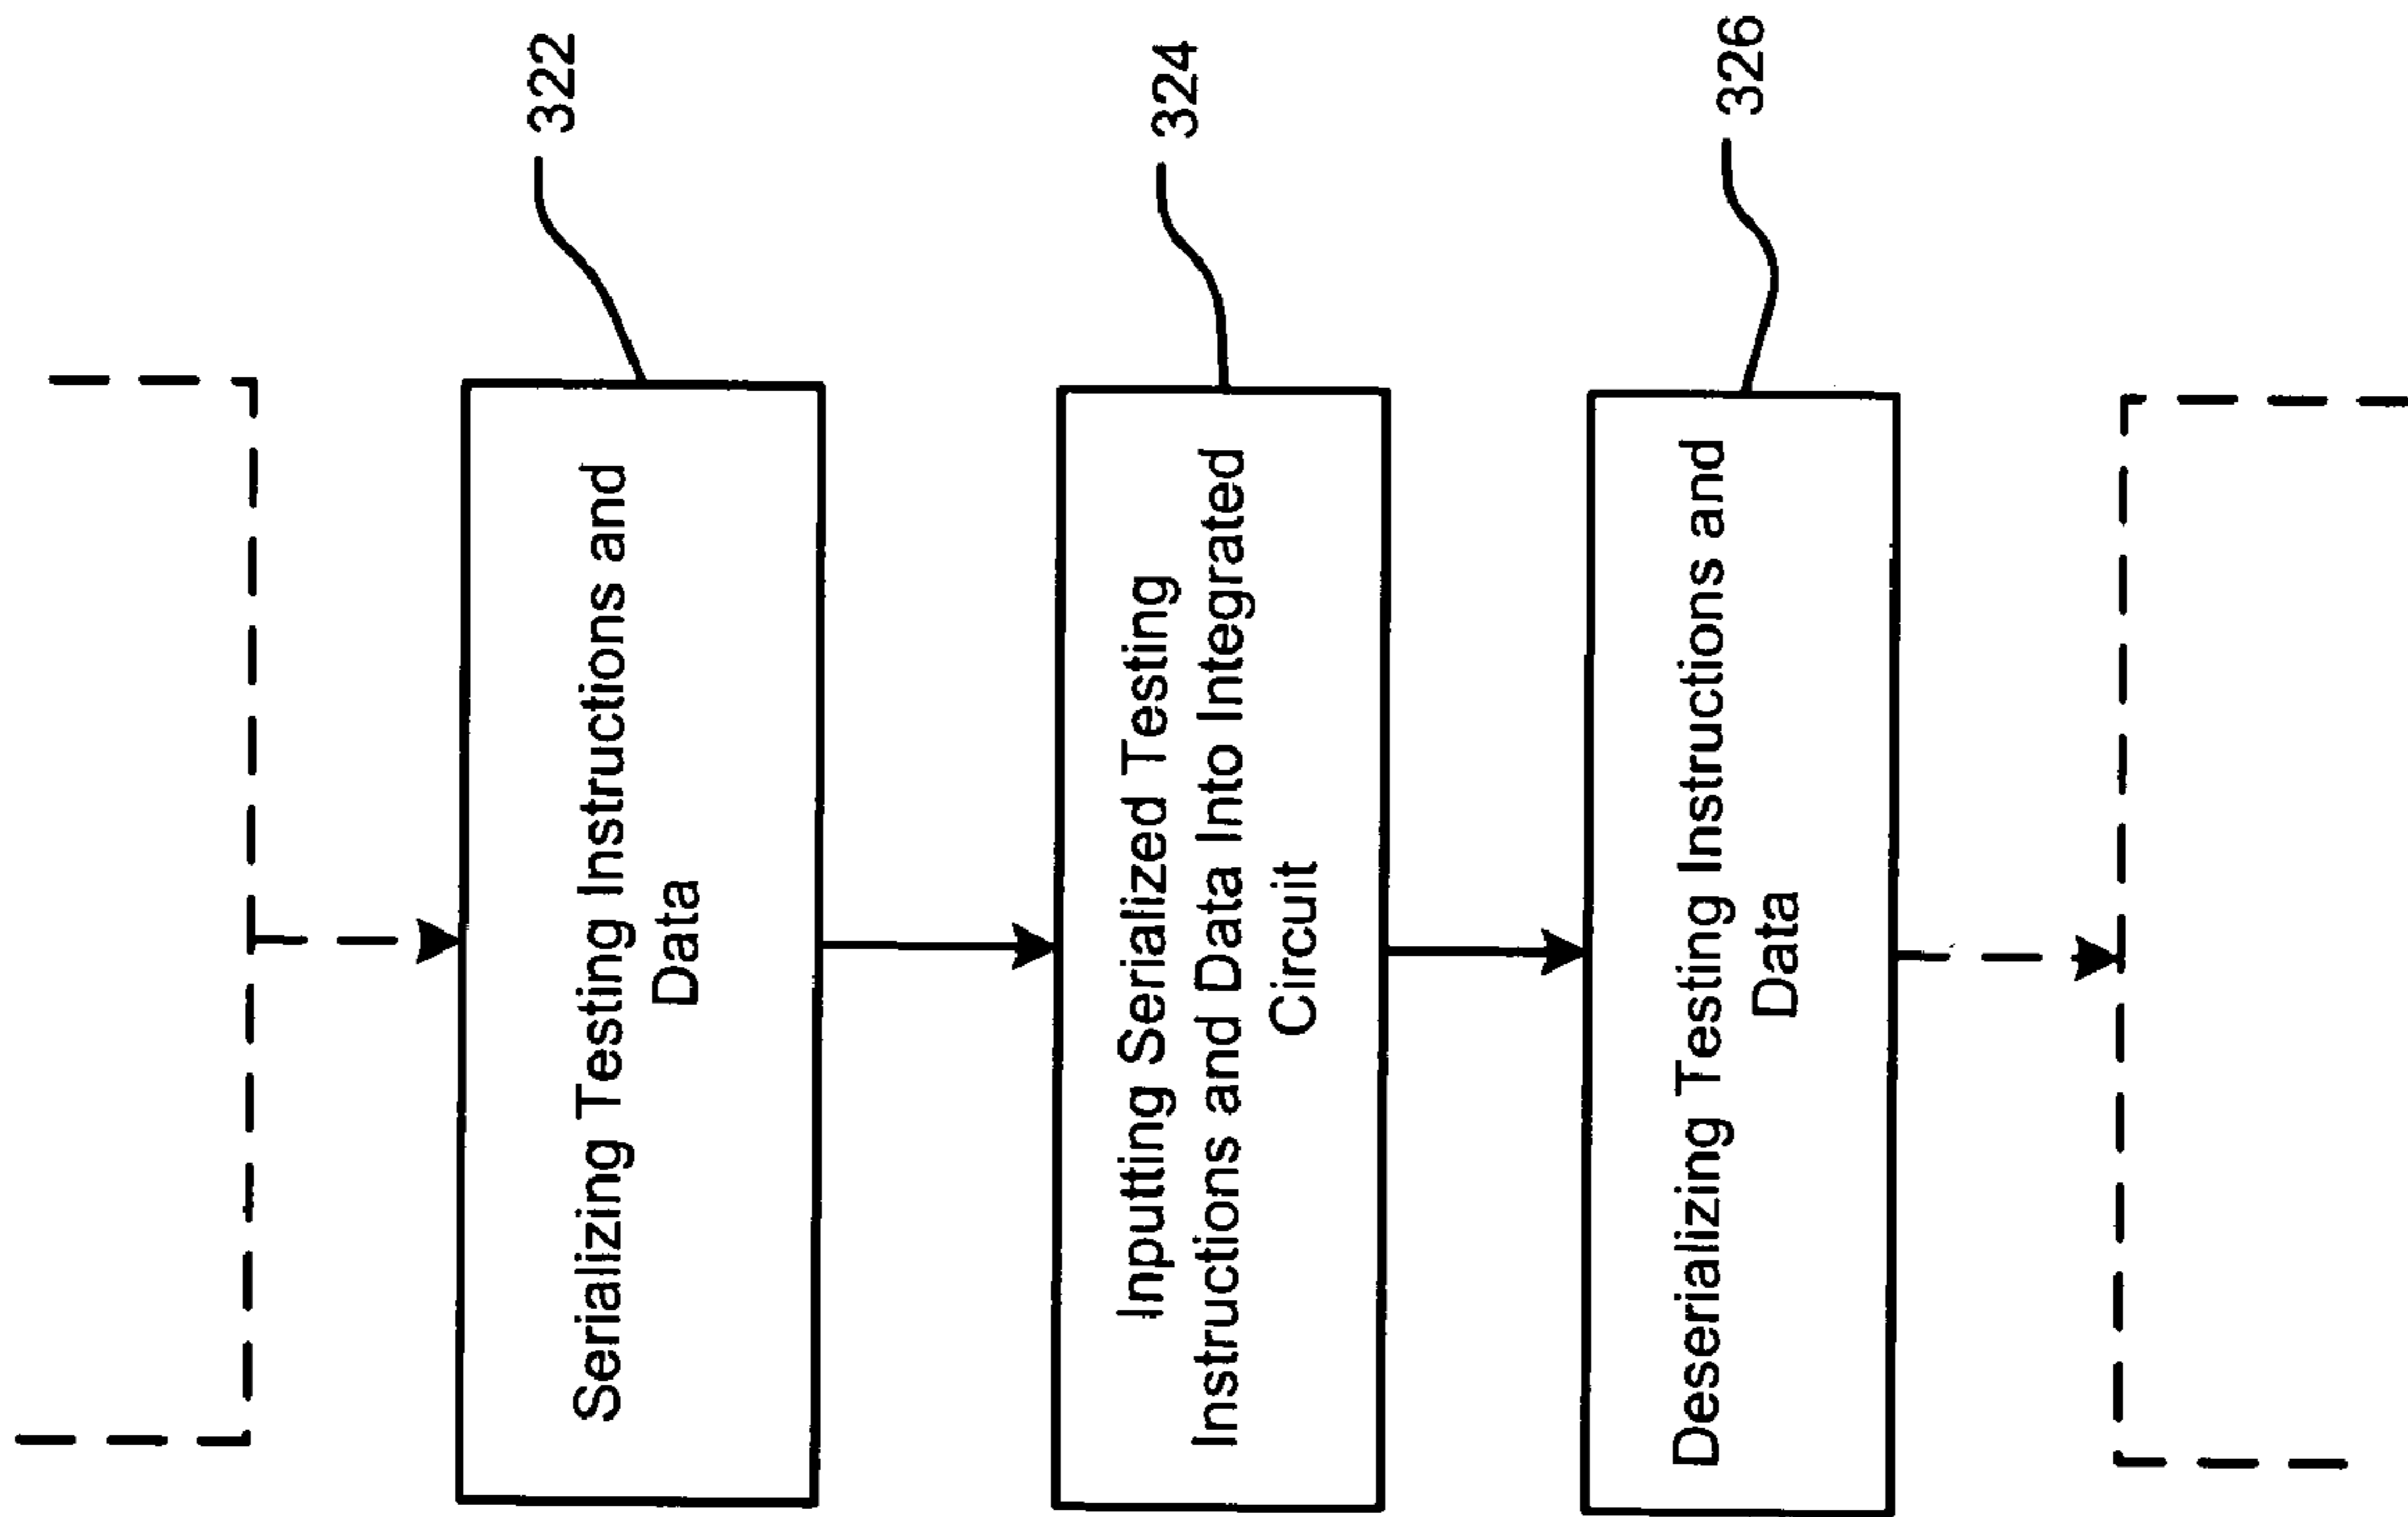 Serializing Testing Instructions and
Data
322
Inputting Serialized Testing
Instructions and Data Into Integrated
Circuit
324
Deserializing Testing Instructions and
Data
326